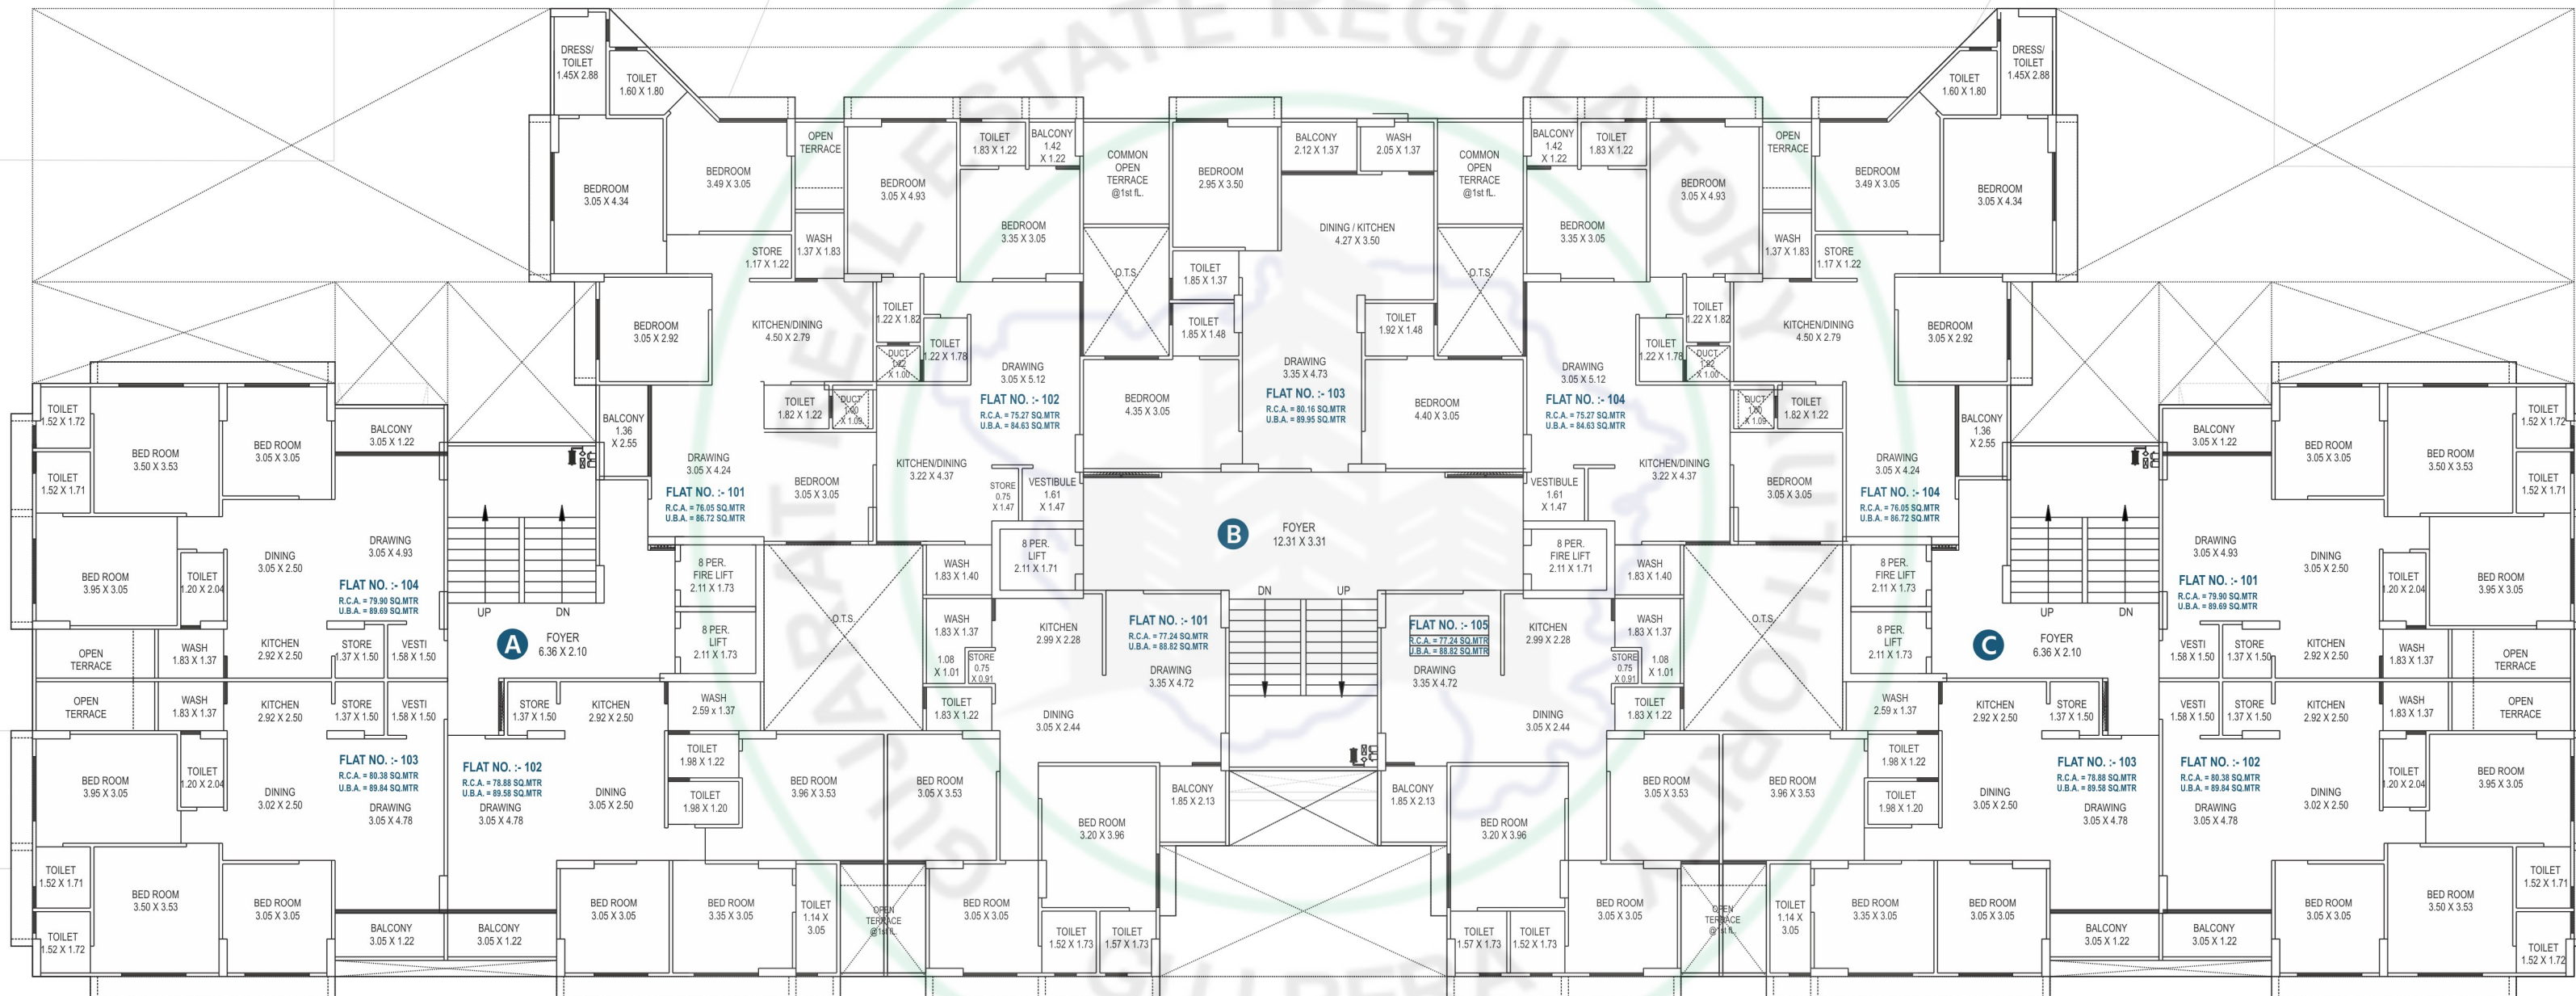 GUJARAT REAL ESTATE REGULATORY AUTHORITY
GUJRERA
DRESS/
TOILET
1.45X 2.88
TOILET
1.60 X 1.80
BEDROOM
3.05 X 4.34
BEDROOM
3.49 X 3.05
OPEN
TERRACE
STORE
1.17 X 1.22
WASH
1.37 X 1.83
BEDROOM
3.05 X 2.92
KITCHEN/DINING
4.50 X 2.79
BALCONY
1.36
X 2.55
TOILET
1.82 X 1.22
DUCT
1.00
X 1.09
DRAWING
3.05 X 4.24
FLAT NO. :- 101
R.C.A. = 76.05 SQ.MTR
U.B.A. = 86.72 SQ.MTR
BEDROOM
3.05 X 3.05
BEDROOM
3.05 X 4.93
TOILET
1.83 X 1.22
BALCONY
1.42
X 1.22
BEDROOM
3.35 X 3.05
TOILET
1.22 X 1.82
DUCT
X 1.00
TOILET
1.22 X 1.78
DRAWING
3.05 X 5.12
FLAT NO. :- 102
R.C.A. = 75.27 SQ.MTR
U.B.A. = 84.63 SQ.MTR
KITCHEN/DINING
3.22 X 4.37
STORE
0.75
X 1.47
VESTIBULE
1.61
X 1.47
COMMON
OPEN
TERRACE
@1st fL.
O.T.S.
BEDROOM
2.95 X 3.50
BALCONY
2.12 X 1.37
WASH
2.05 X 1.37
DINING / KITCHEN
4.27 X 3.50
TOILET
1.85 X 1.37
TOILET
1.85 X 1.48
TOILET
1.92 X 1.48
DRAWING
3.35 X 4.73
FLAT NO. :- 103
R.C.A. = 80.16 SQ.MTR
U.B.A. = 89.95 SQ.MTR
BEDROOM
4.35 X 3.05
BEDROOM
4.40 X 3.05
COMMON
OPEN
TERRACE
@1st fL.
O.T.S.
BALCONY
1.42
X 1.22
TOILET
1.83 X 1.22
BEDROOM
3.05 X 4.93
BEDROOM
3.35 X 3.05
TOILET
1.22 X 1.82
TOILET
1.22 X 1.78
DUCT
X 1.00
DRAWING
3.05 X 5.12
FLAT NO. :- 104
R.C.A. = 75.27 SQ.MTR
U.B.A. = 84.63 SQ.MTR
VESTIBULE
1.61
X 1.47
KITCHEN/DINING
3.22 X 4.37
OPEN
TERRACE
BEDROOM
3.49 X 3.05
TOILET
1.60 X 1.80
DRESS/
TOILET
1.45X 2.88
BEDROOM
3.05 X 4.34
WASH
1.37 X 1.83
STORE
1.17 X 1.22
KITCHEN/DINING
4.50 X 2.79
BEDROOM
3.05 X 2.92
DUCT
1.00
X 1.09
TOILET
1.82 X 1.22
BALCONY
1.36
X 2.55
BEDROOM
3.05 X 3.05
DRAWING
3.05 X 4.24
FLAT NO. :- 104
R.C.A. = 76.05 SQ.MTR
U.B.A. = 86.72 SQ.MTR
TOILET
1.52 X 1.72
TOILET
1.52 X 1.71
BED ROOM
3.50 X 3.53
BED ROOM
3.05 X 3.05
BALCONY
3.05 X 1.22
BED ROOM
3.95 X 3.05
TOILET
1.20 X 2.04
DINING
3.05 X 2.50
DRAWING
3.05 X 4.93
FLAT NO. :- 104
R.C.A. = 79.90 SQ.MTR
U.B.A. = 89.69 SQ.MTR
OPEN
TERRACE
WASH
1.83 X 1.37
KITCHEN
2.92 X 2.50
STORE
1.37 X 1.50
VESTI
1.58 X 1.50
UP
DN
A
FOYER
6.36 X 2.10
8 PER.
FIRE LIFT
2.11 X 1.73
8 PER.
LIFT
2.11 X 1.73
O.T.S.
OPEN
TERRACE
WASH
1.83 X 1.37
KITCHEN
2.92 X 2.50
STORE
1.37 X 1.50
VESTI
1.58 X 1.50
BED ROOM
3.95 X 3.05
TOILET
1.20 X 2.04
DINING
3.02 X 2.50
FLAT NO. :- 103
R.C.A. = 80.38 SQ.MTR
U.B.A. = 89.84 SQ.MTR
DRAWING
3.05 X 4.78
TOILET
1.52 X 1.71
TOILET
1.52 X 1.72
BED ROOM
3.50 X 3.53
BED ROOM
3.05 X 3.05
BALCONY
3.05 X 1.22
STORE
1.37 X 1.50
KITCHEN
2.92 X 2.50
WASH
2.59 x 1.37
FLAT NO. :- 102
R.C.A. = 78.88 SQ.MTR
U.B.A. = 89.58 SQ.MTR
DRAWING
3.05 X 4.78
DINING
3.05 X 2.50
TOILET
1.98 X 1.22
TOILET
1.98 X 1.20
BED ROOM
3.96 X 3.53
BALCONY
3.05 X 1.22
BED ROOM
3.05 X 3.05
BED ROOM
3.35 X 3.05
TOILET
1.14 X
3.05
OPEN
TERRACE
@1st fL.
8 PER.
LIFT
2.11 X 1.71
B
FOYER
12.31 X 3.31
8 PER.
FIRE LIFT
2.11 X 1.71
WASH
1.83 X 1.40
WASH
1.83 X 1.37
1.08
X 1.01
STORE
0.75
X 0.91
TOILET
1.83 X 1.22
KITCHEN
2.99 X 2.28
FLAT NO. :- 101
R.C.A. = 77.24 SQ.MTR
U.B.A. = 88.82 SQ.MTR
DRAWING
3.35 X 4.72
DINING
3.05 X 2.44
BED ROOM
3.05 X 3.53
BED ROOM
3.20 X 3.96
BALCONY
1.85 X 2.13
BED ROOM
3.05 X 3.05
TOILET
1.52 X 1.73
TOILET
1.57 X 1.73
DN
UP
FLAT NO. :- 105
R.C.A. = 77.24 SQ.MTR
U.B.A. = 88.82 SQ.MTR
DRAWING
3.35 X 4.72
KITCHEN
2.99 X 2.28
DINING
3.05 X 2.44
WASH
1.83 X 1.40
WASH
1.83 X 1.37
STORE
0.75
X 0.91
1.08
X 1.01
TOILET
1.83 X 1.22
BALCONY
1.85 X 2.13
BED ROOM
3.20 X 3.96
BED ROOM
3.05 X 3.53
TOILET
1.57 X 1.73
TOILET
1.52 X 1.73
BED ROOM
3.05 X 3.05
OPEN
TERRACE
@1st fL.
O.T.S.
8 PER.
FIRE LIFT
2.11 X 1.73
8 PER.
LIFT
2.11 X 1.73
UP
DN
C
FOYER
6.36 X 2.10
WASH
2.59 x 1.37
KITCHEN
2.92 X 2.50
STORE
1.37 X 1.50
BED ROOM
3.96 X 3.53
TOILET
1.98 X 1.22
TOILET
1.98 X 1.20
DINING
3.05 X 2.50
FLAT NO. :- 103
R.C.A. = 78.88 SQ.MTR
U.B.A. = 89.58 SQ.MTR
DRAWING
3.05 X 4.78
TOILET
1.14 X
3.05
BED ROOM
3.35 X 3.05
BED ROOM
3.05 X 3.05
BALCONY
3.05 X 1.22
BALCONY
3.05 X 1.22
BED ROOM
3.05 X 3.05
BED ROOM
3.50 X 3.53
TOILET
1.52 X 1.72
TOILET
1.52 X 1.71
DRAWING
3.05 X 4.93
DINING
3.05 X 2.50
FLAT NO. :- 101
R.C.A. = 79.90 SQ.MTR
U.B.A. = 89.69 SQ.MTR
TOILET
1.20 X 2.04
BED ROOM
3.95 X 3.05
VESTI
1.58 X 1.50
STORE
1.37 X 1.50
KITCHEN
2.92 X 2.50
WASH
1.83 X 1.37
OPEN
TERRACE
VESTI
1.58 X 1.50
STORE
1.37 X 1.50
KITCHEN
2.92 X 2.50
WASH
1.83 X 1.37
OPEN
TERRACE
FLAT NO. :- 102
R.C.A. = 80.38 SQ.MTR
U.B.A. = 89.84 SQ.MTR
DRAWING
3.05 X 4.78
DINING
3.02 X 2.50
TOILET
1.20 X 2.04
BED ROOM
3.95 X 3.05
BALCONY
3.05 X 1.22
BED ROOM
3.05 X 3.05
BED ROOM
3.50 X 3.53
TOILET
1.52 X 1.71
TOILET
1.52 X 1.72